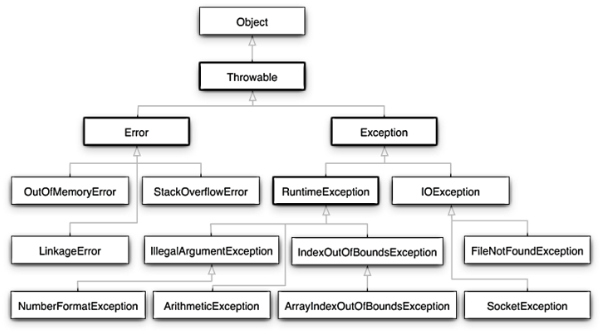 Object
Throwable
Error
Exception
OutOfMemoryError
StackOverflowError
RuntimeException
IOException
LinkageError
IllegalArgumentException
IndexOutOfBoundsException
FileNotFoundException
NumberFormatException
ArithmeticException
ArrayIndexOutOfBoundsException
SocketException